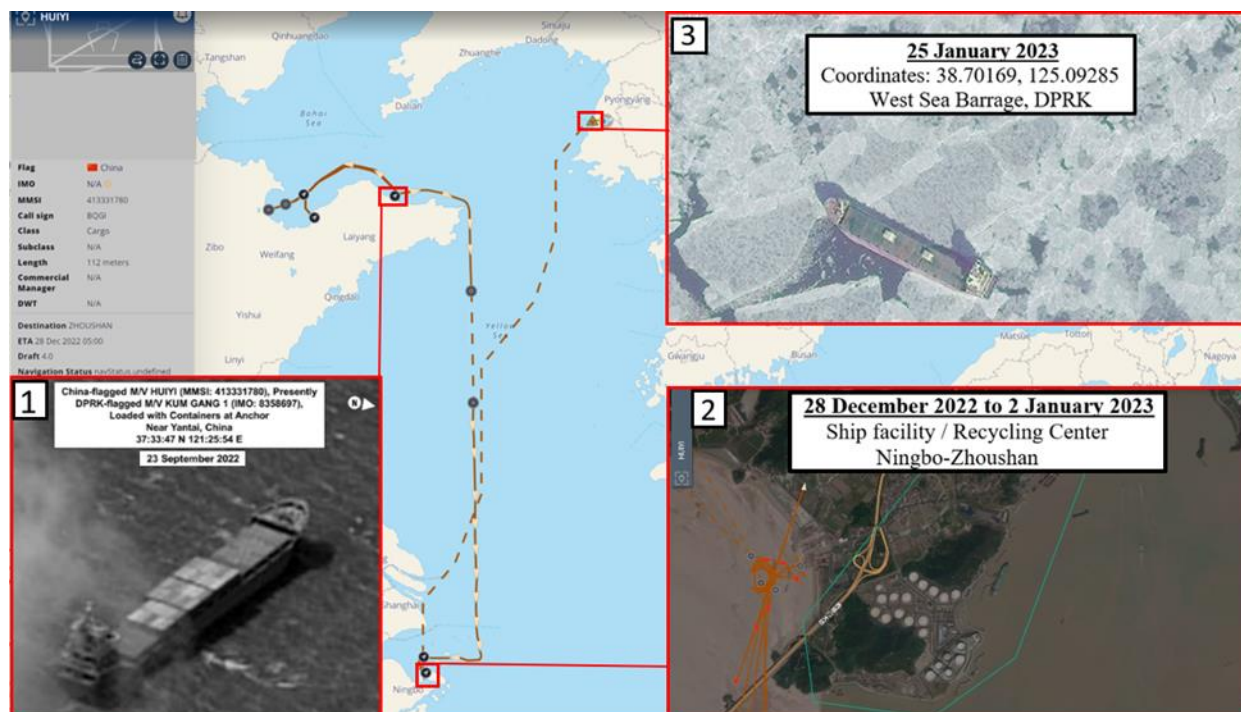 HUIYI
Flag China
IMO N/A
MMSI 413331780
Call sign BQGI
Class Cargo
Subclass N/A
Length 112 meters
Commercial Manager N/A
DWT N/A
Destination ZHOUSHAN
ETA 28 Dec 2022 05:00
Draft 4.0
Navigation Status navStatus.undefined
Qinhuangdao
Tangshan
Sinuiju
Dadong
Zhuanghe
Dalian
Bohai
Sea
Pyongyang
Zibo
Weifang
Laiyang
Qingdao
Yishui
Linyi
Yellow
Sea
Shanghai
Ningbo
Gwangju
Busan
Matsue
Tottori
Nagoya
1
China-flagged M/V HUIYI (MMSI: 413331780), Presently
DPRK-flagged M/V KUM GANG 1 (IMO: 8358697),
Loaded with Containers at Anchor
Near Yantai, China
37:33:47 N 121:25:54 E
23 September 2022
N
3
25 January 2023
Coordinates: 38.70169, 125.09285
West Sea Barrage, DPRK
2
28 December 2022 to 2 January 2023
Ship facility / Recycling Center
Ningbo-Zhoushan
HUIYI